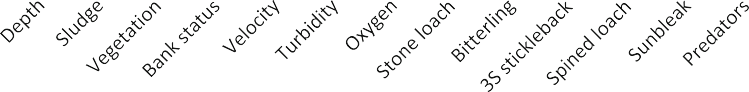 Depth
Sludge
Vegetation
Bank status
Velocity
Turbidity
Oxygen
Stone loach
Bitterling
3S stickleback
Spined loach
Sunbleak
Predators